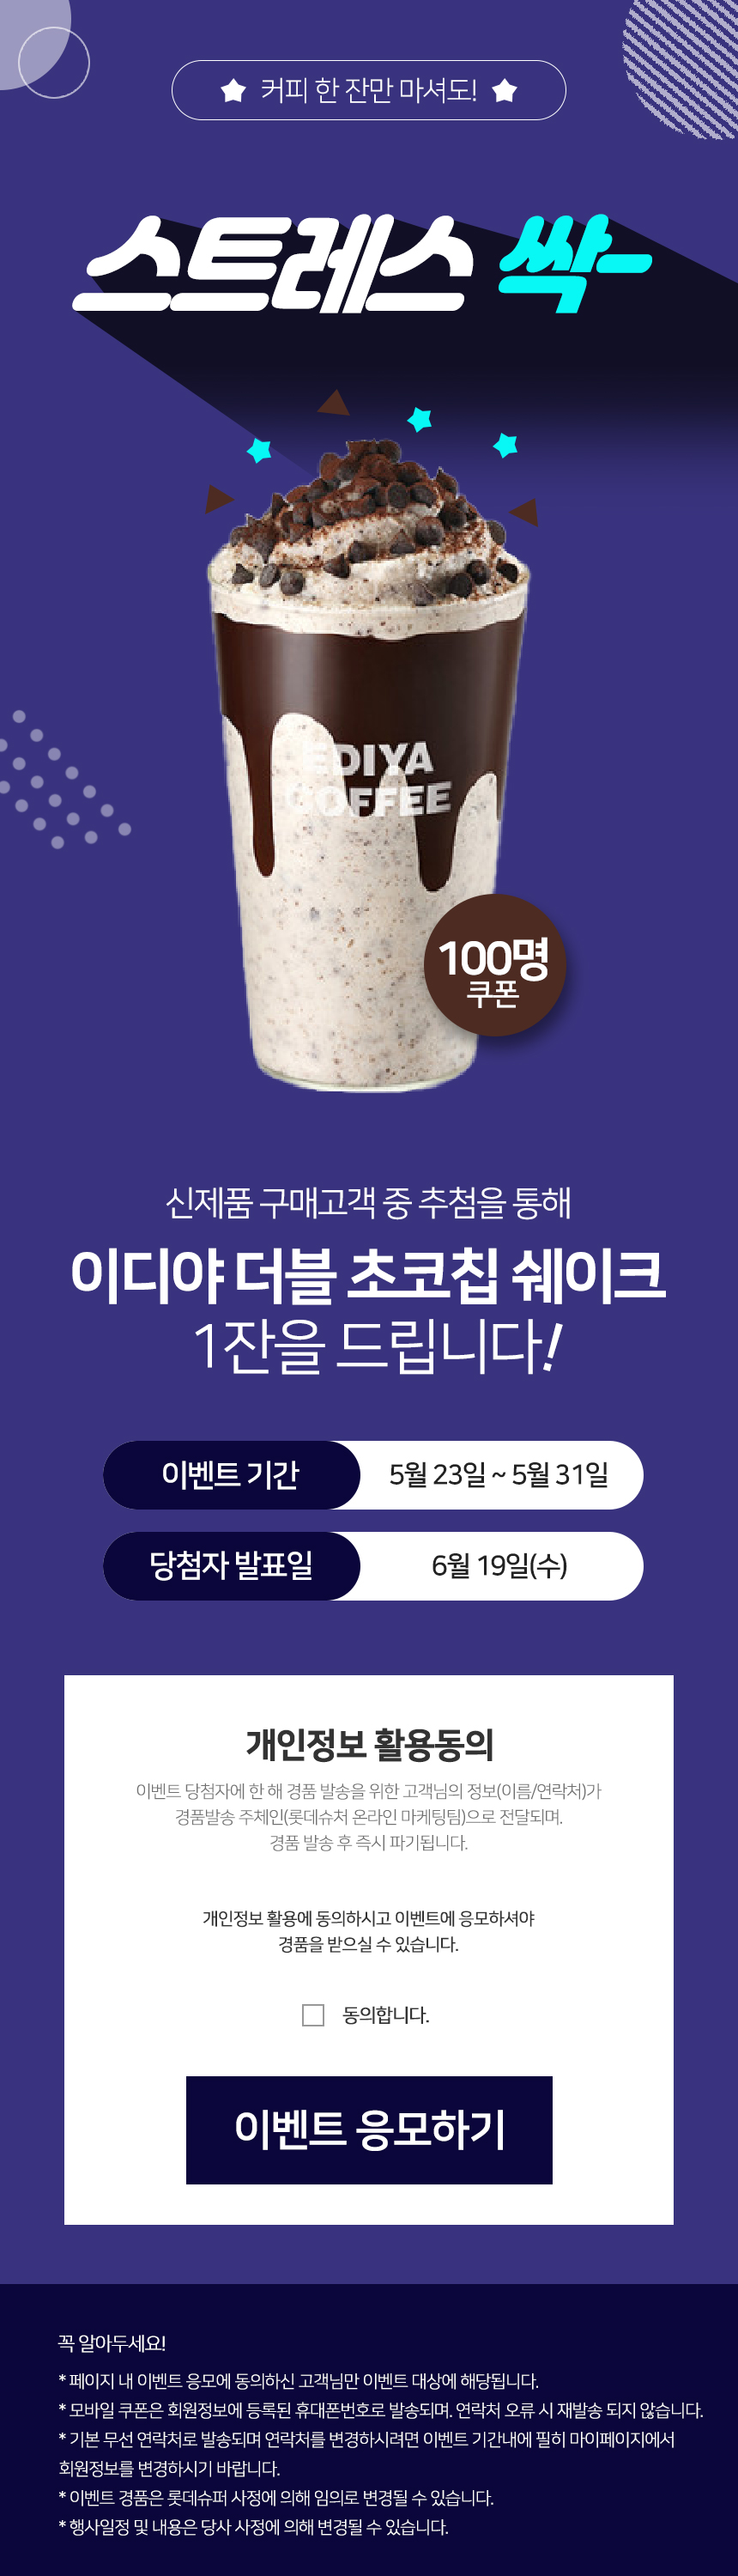 커피 한 잔만 마셔도!
스트레스 싹-
EDIYA
COFFEE
100명
쿠폰
신제품 구매고객 중 추첨을 통해
이디야 더블 초코칩 쉐이크
1잔을 드립니다!
이벤트 기간 5월 23일 ~ 5월 31일
당첨자 발표일 6월 19일(수)
개인정보 활용동의
이벤트 당첨자에 한 해 경품 발송을 위한 고객님의 정보(이름/연락처)가
경품발송 주체인(롯데슈처 온라인 마케팅팀)으로 전달되며.
경품 발송 후 즉시 파기됩니다.
개인정보 활용에 동의하시고 이벤트에 응모하셔야
경품을 받으실 수 있습니다.
동의합니다.
이벤트 응모하기
꼭 알아두세요!
* 페이지 내 이벤트 응모에 동의하신 고객님만 이벤트 대상에 해당됩니다.
* 모바일 쿠폰은 회원정보에 등록된 휴대폰번호로 발송되며. 연락처 오류 시 재발송 되지 않습니다.
* 기본 무선 연락처로 발송되며 연락처를 변경하시려면 이벤트 기간내에 필히 마이페이지에서
회원정보를 변경하시기 바랍니다.
* 이벤트 경품은 롯데슈퍼 사정에 의해 임의로 변경될 수 있습니다.
* 행사일정 및 내용은 당사 사정에 의해 변경될 수 있습니다.